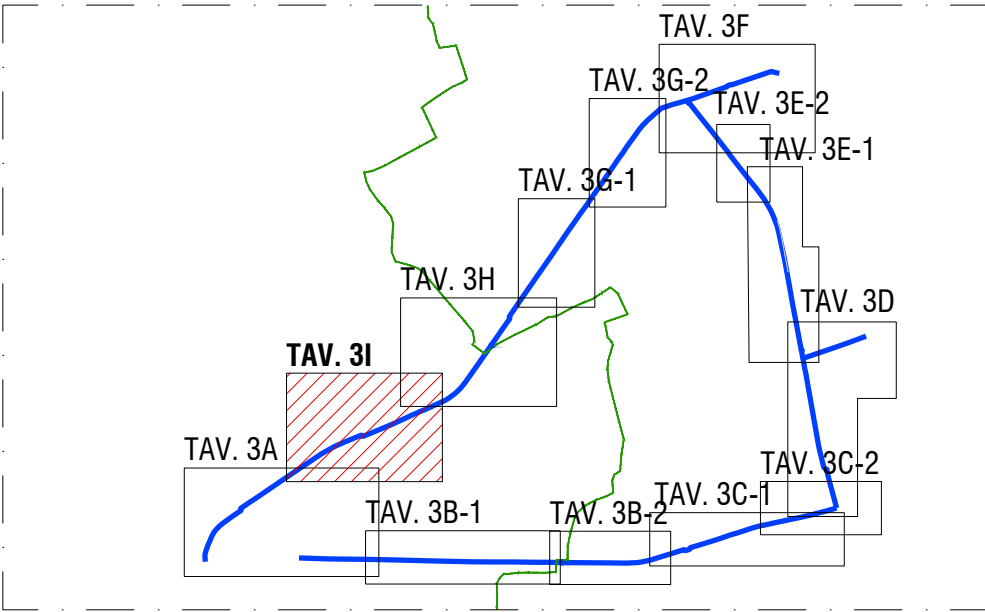 TAV. 3F
TAV. 3G-2
TAV. 3E-2
TAV. 3E-1
TAV. 3G-1
TAV. 3H
TAV. 3D
TAV. 3I
TAV. 3A
TAV. 3C-2
TAV. 3C-1
TAV. 3B-1
TAV. 3B-2